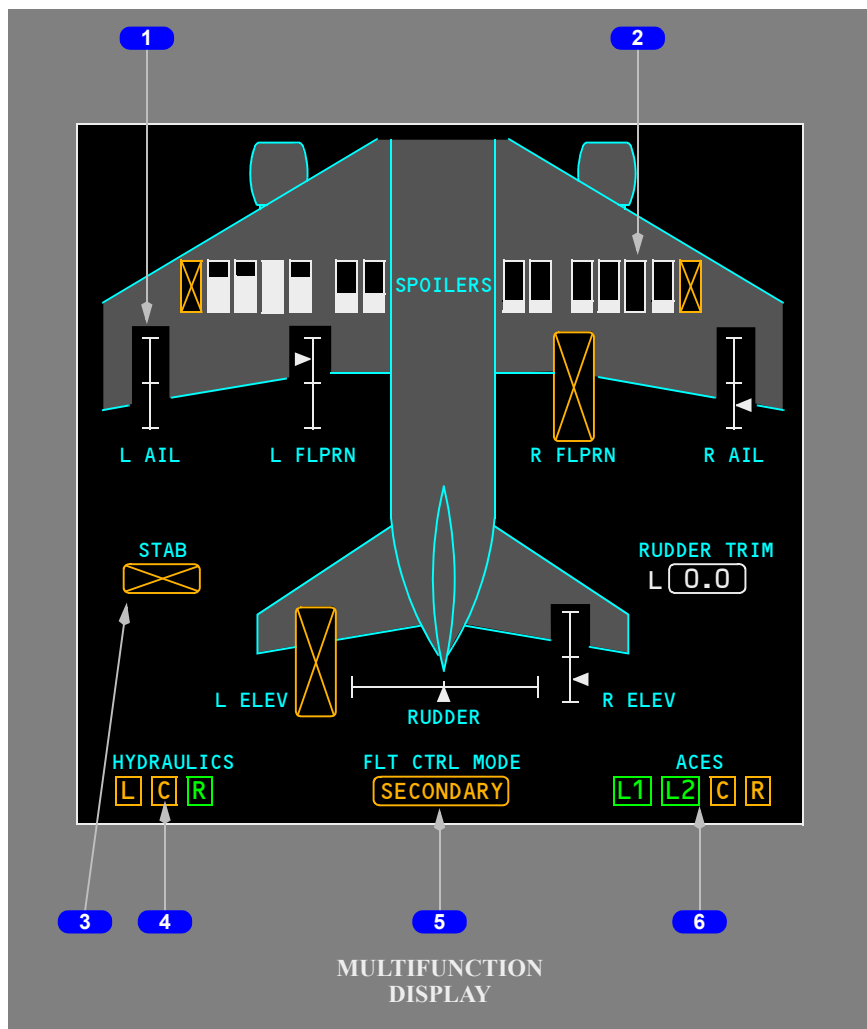 1 2
SPOILERS
L AIL L FLPRN R FLPRN R AIL
STAB RUDDER TRIM
L 0.0
L ELEV R ELEV
RUDDER
HYDRAULICS FLT CTRL MODE ACES
L C R SECONDARY L1 L2 C R
3 4 5 6
MULTIFUNCTION
DISPLAY